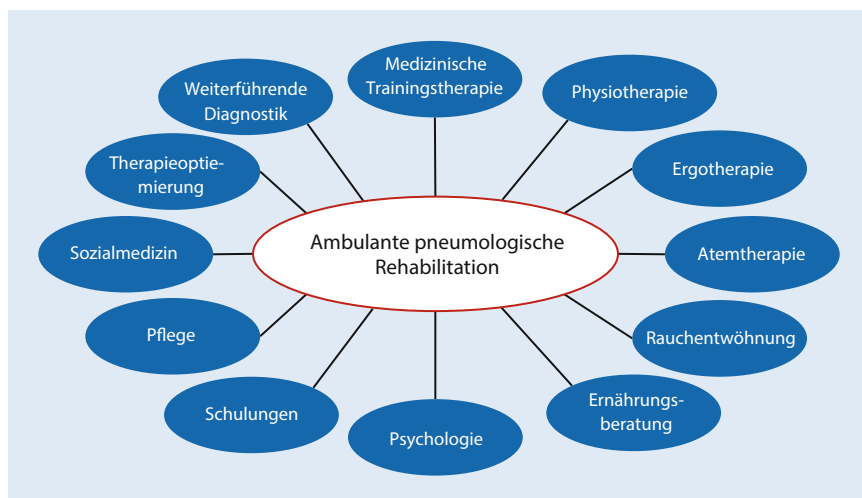 Medizinische
Trainingstherapie
Physiotherapie
Ergotherapie
Atemtherapie
Rauchentwöhnung
Ernährungs-
beratung
Psychologie
Schulungen
Pflege
Sozialmedizin
Therapieoptie-
mierung
Weiterführende
Diagnostik
Ambulante pneumologische
Rehabilitation